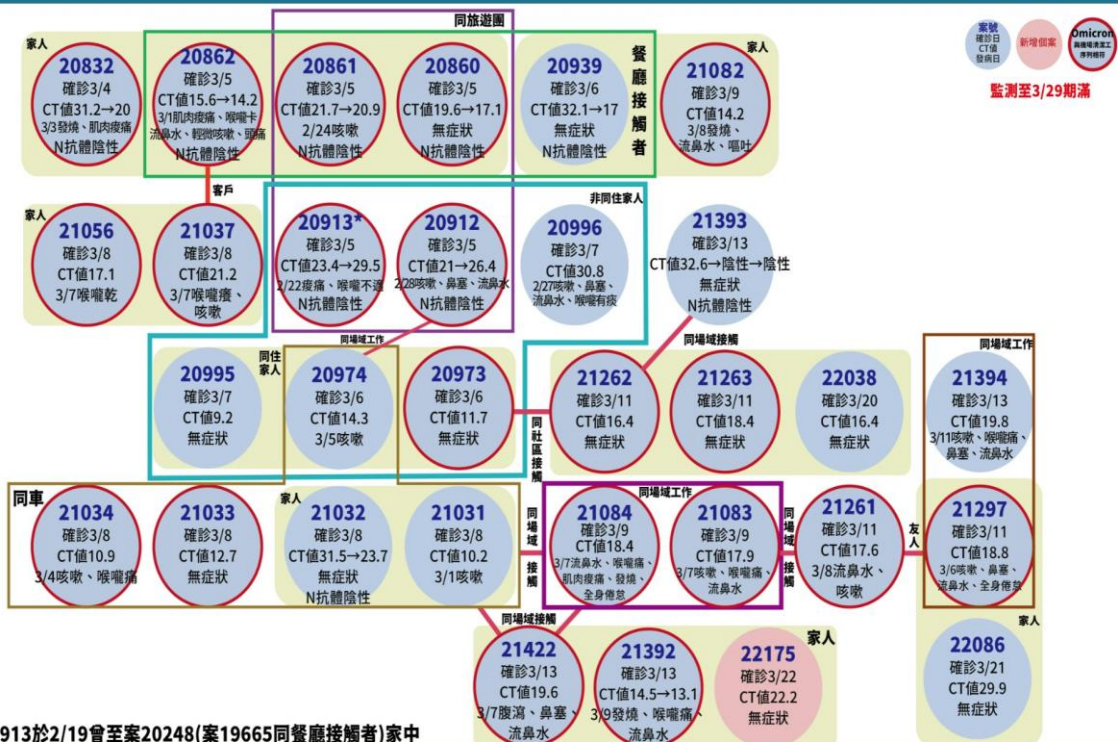 同旅遊團
家人
20832
確診3/4
CT值31.2→20
3/3發燒、肌肉痠痛
N抗體陰性
20862
確診3/5
CT值15.6→14.2
3/1肌肉痠痛、喉嚨卡
流鼻水、輕微咳嗽、頭痛
N抗體陰性
20861
確診3/5
CT值21.7→20.9
2/24咳嗽
N抗體陰性
20860
確診3/5
CT值19.6→17.1
無症狀
N抗體陰性
20939
確診3/6
CT值32.1→17
無症狀
N抗體陰性
餐廳接觸者
家人
21082
確診3/9
CT值14.2
3/8發燒、
流鼻水、嘔吐
案號
確診日
CT值
發病日
新增個案
Omicron
與機場清潔工
序列相符
監測至3/29期滿
客戶
家人
21056
確診3/8
CT值17.1
3/7喉嚨乾
21037
確診3/8
CT值21.2
3/7喉嚨癢、
咳嗽
20913*
確診3/5
CT值23.4→29.5
2/22痠痛、喉嚨不適
N抗體陰性
20912
確診3/5
CT值21→26.4
2/28咳嗽、鼻塞、流鼻水
N抗體陰性
非同住家人
20996
確診3/7
CT值30.8
2/27咳嗽、鼻塞、
流鼻水、喉嚨有痰
21393
確診3/13
CT值32.6→陰性→陰性
無症狀
N抗體陰性
同場域工作
同住家人
20995
確診3/7
CT值9.2
無症狀
20974
確診3/6
CT值14.3
3/5咳嗽
20973
確診3/6
CT值11.7
無症狀
同社區接觸
同場域接觸
21262
確診3/11
CT值16.4
無症狀
21263
確診3/11
CT值18.4
無症狀
22038
確診3/20
CT值16.4
無症狀
同場域工作
21394
確診3/13
CT值19.8
3/11咳嗽、喉嚨痛、
鼻塞、流鼻水
同車
21034
確診3/8
CT值10.9
3/4咳嗽、喉嚨痛
21033
確診3/8
CT值12.7
無症狀
家人
21032
確診3/8
CT值31.5→23.7
無症狀
N抗體陰性
21031
確診3/8
CT值10.2
3/1咳嗽
同場域接觸
同場域工作
21084
確診3/9
CT值18.4
3/7流鼻水、喉嚨痛、
肌肉痠痛、發燒、
全身倦怠
21083
確診3/9
CT值17.9
3/7咳嗽、喉嚨痛、
流鼻水
同場域接觸
21261
確診3/11
CT值17.6
3/8流鼻水、
咳嗽
友人
21297
確診3/11
CT值18.8
3/6咳嗽、鼻塞、
流鼻水、全身倦怠
家人
22086
確診3/21
CT值29.9
無症狀
同場域接觸
21422
確診3/13
CT值19.6
3/7腹瀉、鼻塞、
流鼻水
21392
確診3/13
CT值14.5→13.1
3/9發燒、喉嚨痛、
流鼻水
家人
22175
確診3/22
CT值22.2
無症狀
913於2/19曾至案20248(案19665同餐廳接觸者)家中